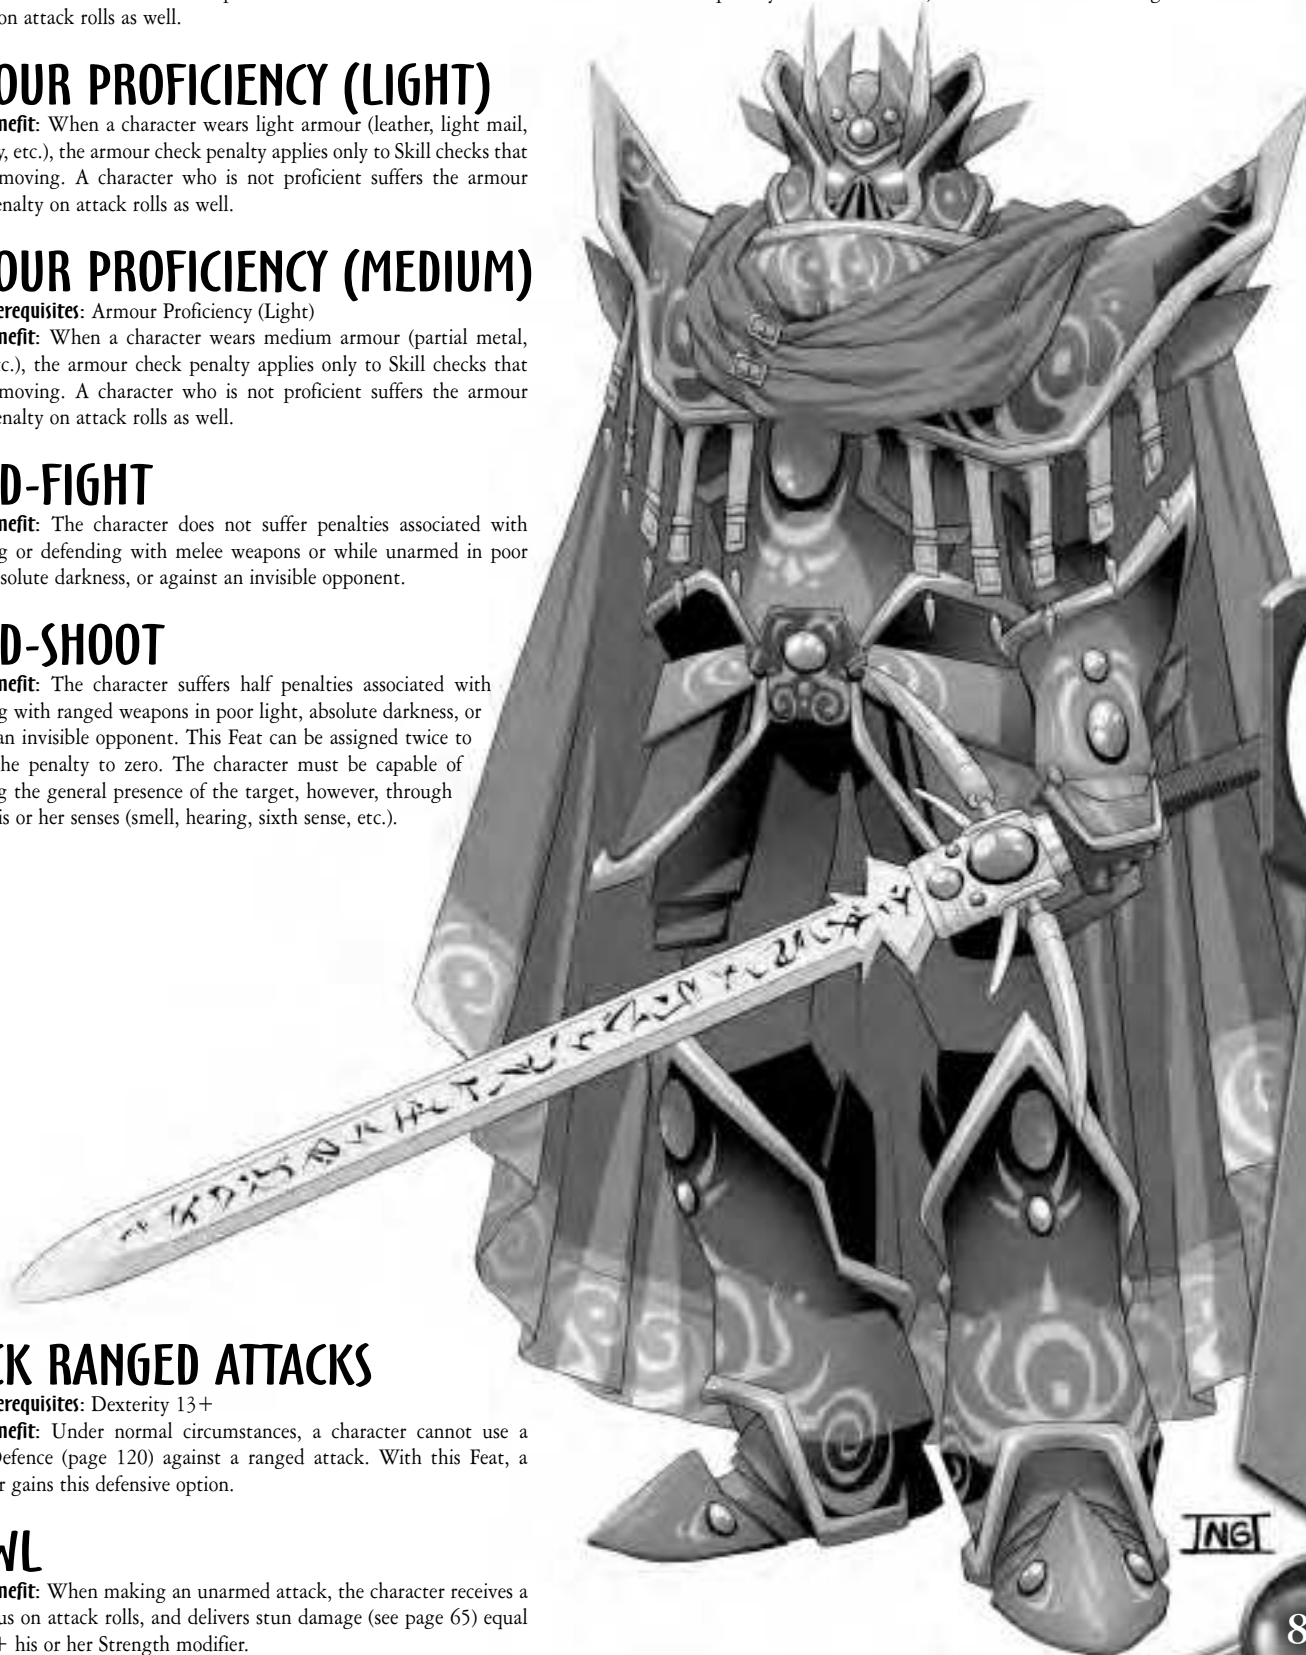 on attack rolls as well.
OUR PROFICIENCY (LIGHT)
nefit: When a character wears light armour (leather, light mail,
y, etc.), the armour check penalty applies only to Skill checks that
moving. A character who is not proficient suffers the armour
enalty on attack rolls as well.
OUR PROFICIENCY (MEDIUM)
erequisites: Armour Proficiency (Light)
nefit: When a character wears medium armour (partial metal,
tc.), the armour check penalty applies only to Skill checks that
moving. A character who is not proficient suffers the armour
enalty on attack rolls as well.
D-FIGHT
nefit: The character does not suffer penalties associated with
g or defending with melee weapons or while unarmed in poor
solute darkness, or against an invisible opponent.
D-SHOOT
nefit: The character suffers half penalties associated with
g with ranged weapons in poor light, absolute darkness, or
an invisible opponent. This Feat can be assigned twice to
he penalty to zero. The character must be capable of
g the general presence of the target, however, through
is or her senses (smell, hearing, sixth sense, etc.).
CK RANGED ATTACKS
erequisites: Dexterity 13+
nefit: Under normal circumstances, a character cannot use a
Defence (page 120) against a ranged attack. With this Feat, a
r gains this defensive option.
WL
nefit: When making an unarmed attack, the character receives a
us on attack rolls, and delivers stun damage (see page 65) equal
+ his or her Strength modifier.
8